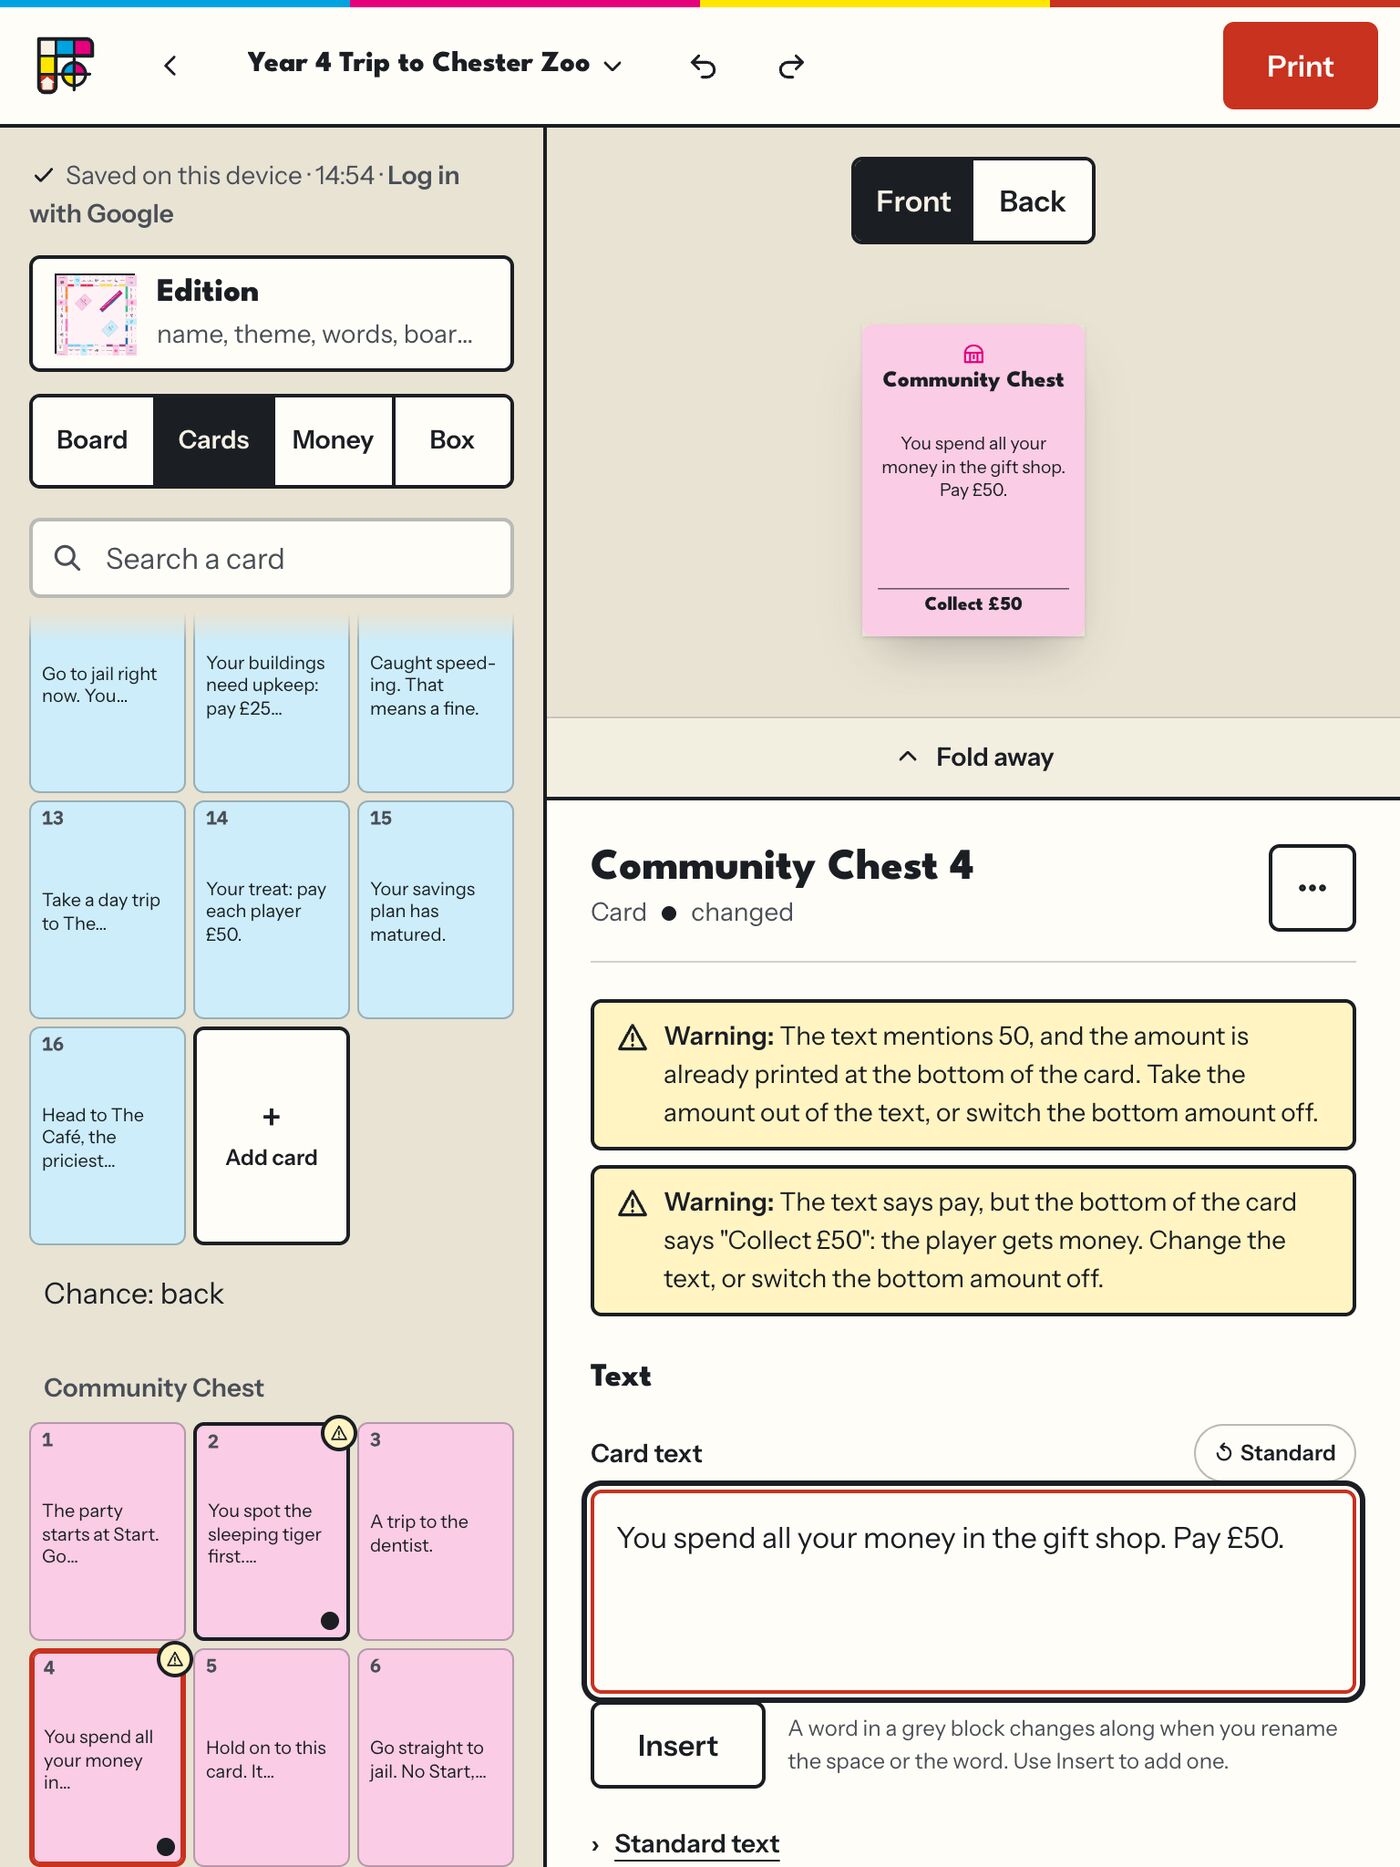 Year 4 Trip to Chester Zoo
Print
Saved on this device · 14:54 · Log in
with Google
Edition
name, theme, words, boar...
Board
Cards
Money
Box
Search a card
Go to jail right
now. You...
Your buildings
need upkeep:
pay £25...
Caught speed-
ing. That
means a fine.
13
Take a day trip
to The...
14
Your treat: pay
each player
£50.
15
Your savings
plan has
matured.
16
Head to The
Café, the
priciest...
+
Add card
Chance: back
Community Chest
1
The party
starts at Start.
Go...
2
You spot the
sleeping tiger
first....
3
A trip to the
dentist.
4
You spend all
your money
in...
5
Hold on to this
card. It...
6
Go straight to
jail. No Start,...
Front
Back
Community Chest
You spend all your
money in the gift shop.
Pay £50.
Collect £50
Fold away
Community Chest 4
Card ● changed
...
Warning: The text mentions 50, and the amount is
already printed at the bottom of the card. Take the
amount out of the text, or switch the bottom amount off.
Warning: The text says pay, but the bottom of the card
says "Collect £50": the player gets money. Change the
text, or switch the bottom amount off.
Text
Card text
Standard
You spend all your money in the gift shop. Pay £50.
Insert
A word in a grey block changes along when you rename
the space or the word. Use Insert to add one.
› Standard text